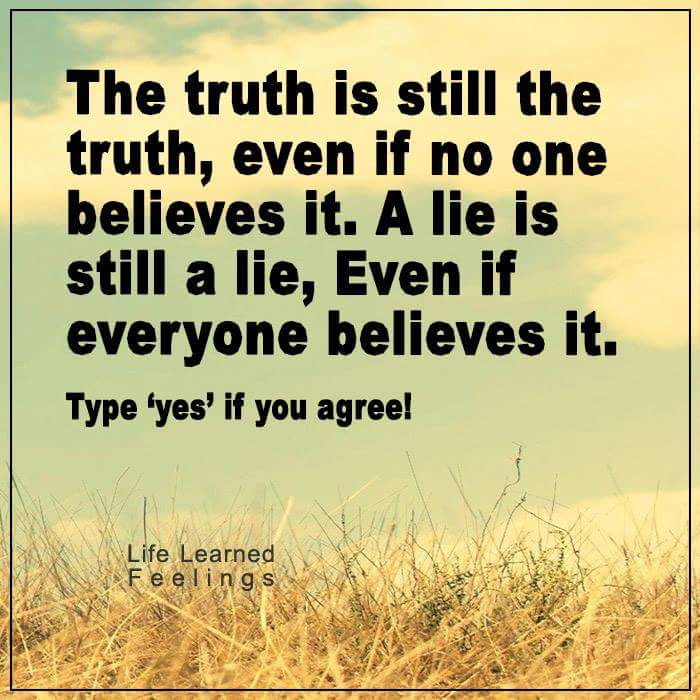 The truth is still the
truth, even if no one
believes it. A lie is
still a lie, Even if
everyone believes it.
Type ‘yes’ if you agree!
Life Learned
Feelings